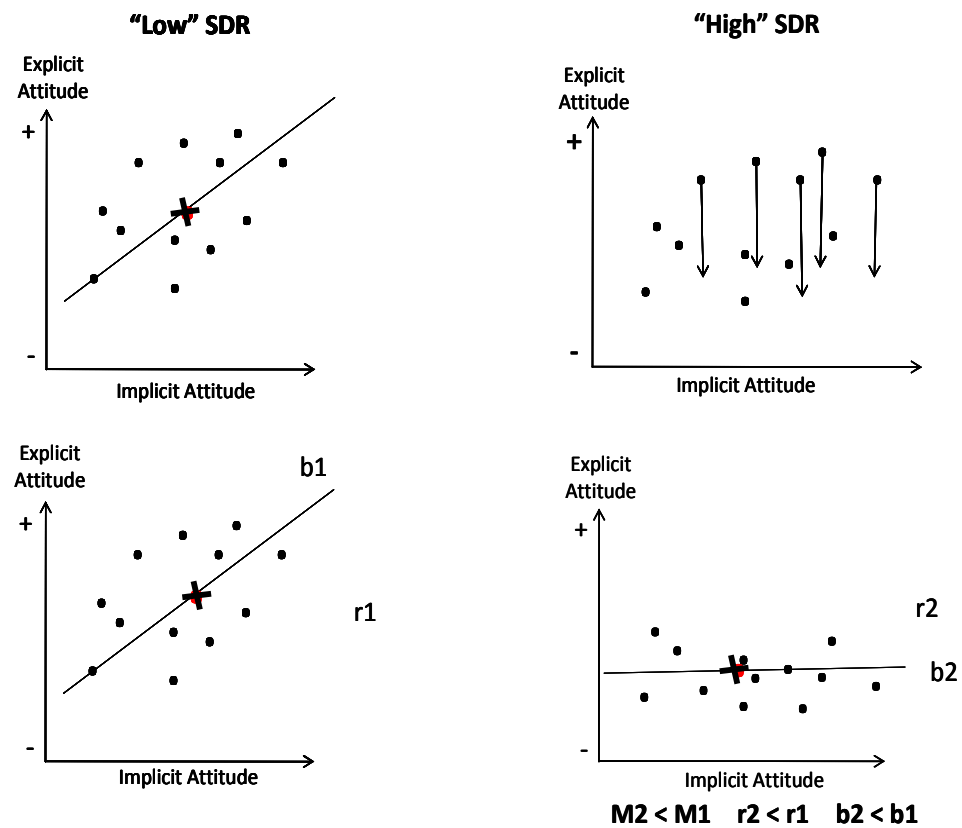 “Low” SDR
“High” SDR
Explicit
Attitude
+
-
Implicit Attitude
Explicit
Attitude
+
-
Implicit Attitude
Explicit
Attitude
+
-
b1
r1
Implicit Attitude
Explicit
Attitude
+
-
r2
b2
Implicit Attitude
M2 < M1 r2 < r1 b2 < b1